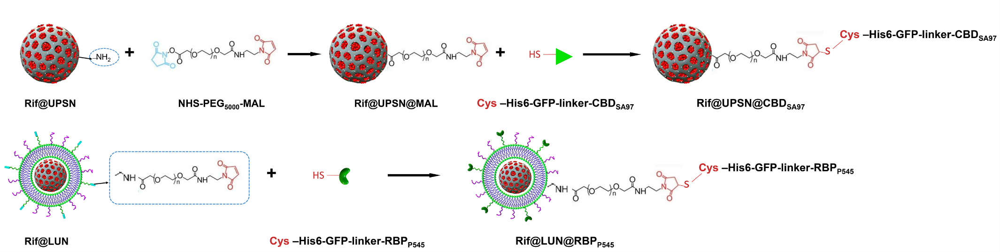 O
N
O
O
O
O
O
n
O
O
NH
N
O
O
–NH2
+
+
HS
O
O
n
O
O
NH
N
O
O
O
O
n
O
O
NH
N
O
O
S
Cys –His6-GFP-linker-CBDSA97
Rif@UPSN
NHS-PEG5000-MAL
Rif@UPSN@MAL
Cys –His6-GFP-linker-CBDSA97
Rif@UPSN@CBDSA97
NH
O
O
n
O
O
NH
N
O
O
+
HS
NH
O
O
n
O
O
NH
N
O
O
S
Cys –His6-GFP-linker-RBPP545
Rif@LUN
Cys –His6-GFP-linker-RBPP545
Rif@LUN@RBPP545